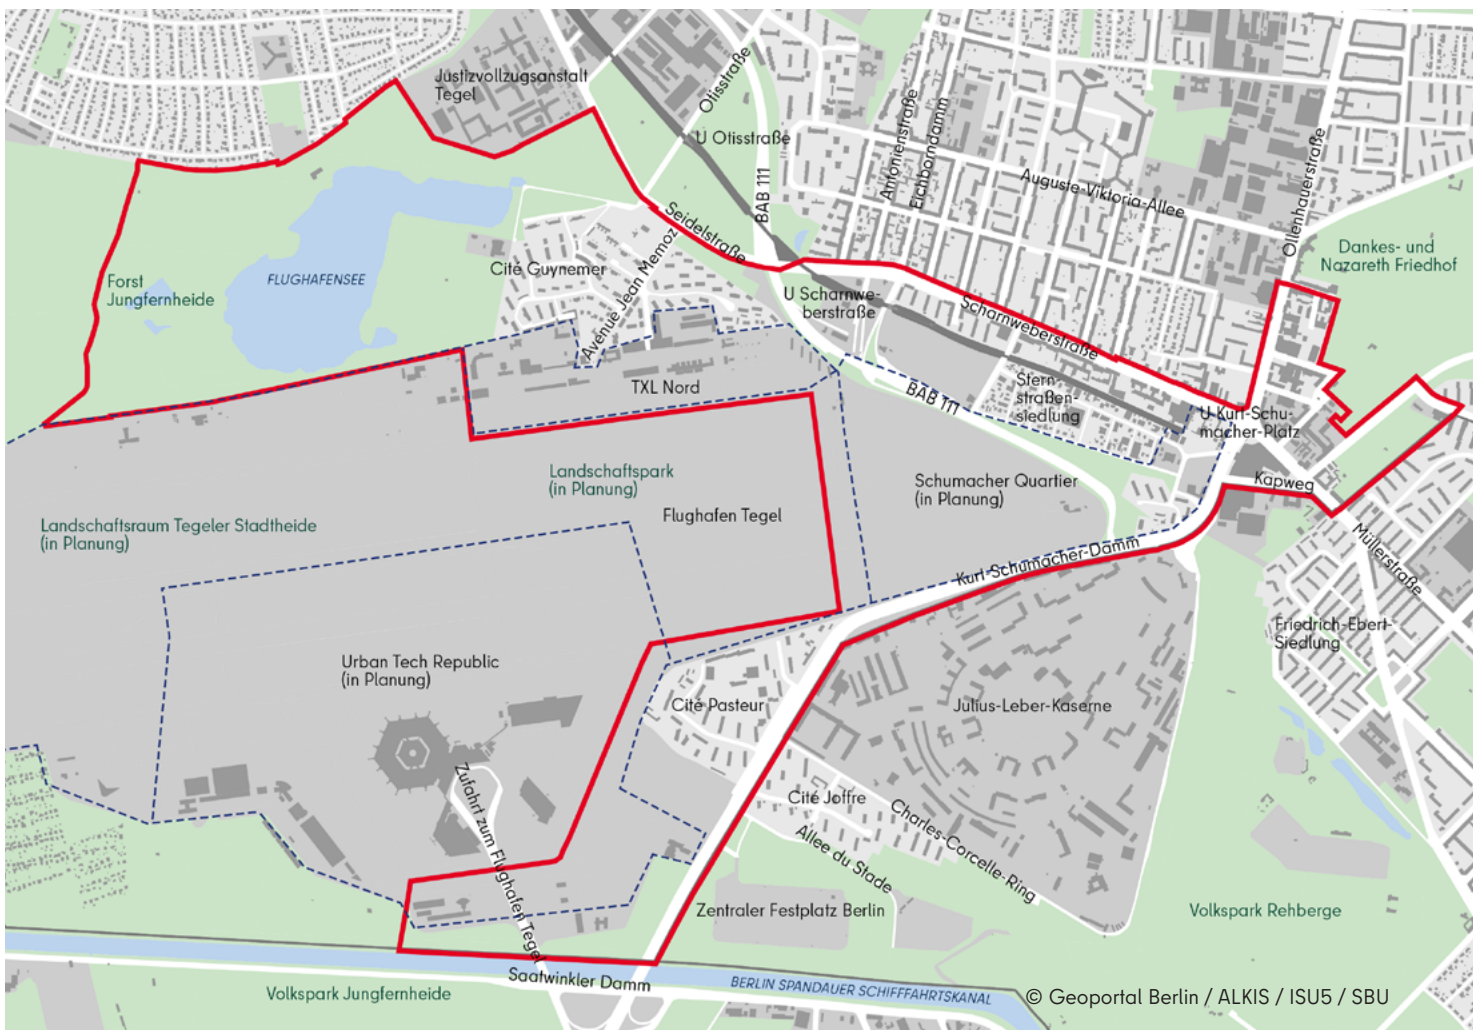 Justizvollzugsanstalt
Tegel
Otisstraße
U Otisstraße
BAB 111
Antonienstraße
Eichborndamm
Auguste-Viktoria-Allee
Ollenhauerstraße
Dankes- und
Nazareth Friedhof
Seidelstraße
Cité Guynemer
Avenue Jean Memoz
Forst
Jungfernheide
FLUGHAFENSEE
U Scharnwe-
berstraße
Scharnweberstraße
TXL Nord
BAB 111
Stern-
straßen-
siedlung
U Kurt-Schu-
macher-Platz
Kapweg
Landschaftspark
(in Planung)
Schumacher Quartier
(in Planung)
Flughafen Tegel
Landschaftsraum Tegeler Stadtheide
(in Planung)
Kurt-Schumacher-Damm
Müllerstraße
Friedrich-Ebert-
Siedlung
Urban Tech Republic
(in Planung)
Cité Pasteur
Julius-Leber-Kaserne
Zufahrt zum Flughafen Tegel
Cité Joffre
Charles-Corcelle-Ring
Allee du Stade
Zentraler Festplatz Berlin
Volkspark Rehberge
Saatwinkler Damm
BERLIN SPANDAUER SCHIFFFAHRTSKANAL
Volkspark Jungfernheide
© Geoportal Berlin / ALKIS / ISU5 / SBU